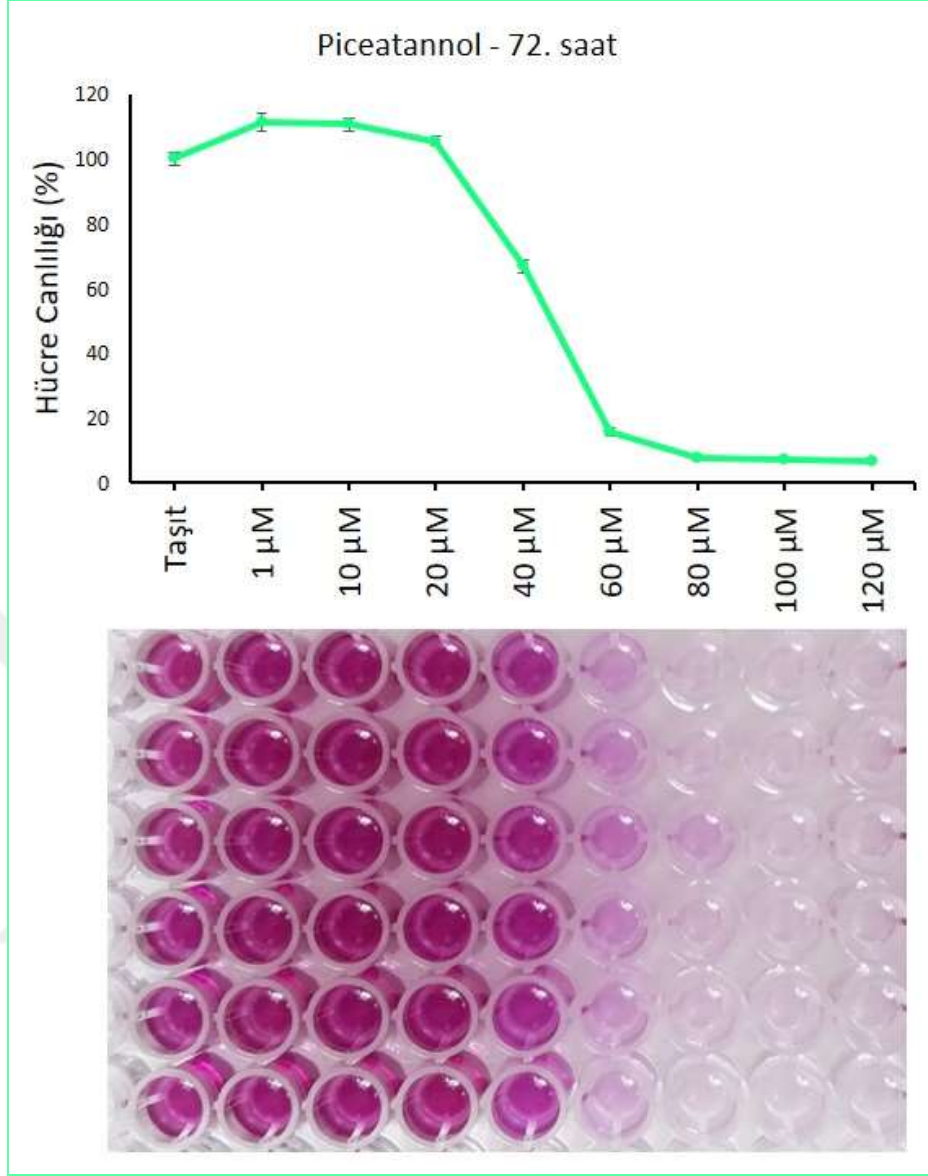 Piceatannol - 72. saat
Hücre Canlılığı (%)
120
100
80
60
40
20
0
Taşıt
1 µM
10 µM
20 µM
40 µM
60 µM
80 µM
100 µM
120 µM